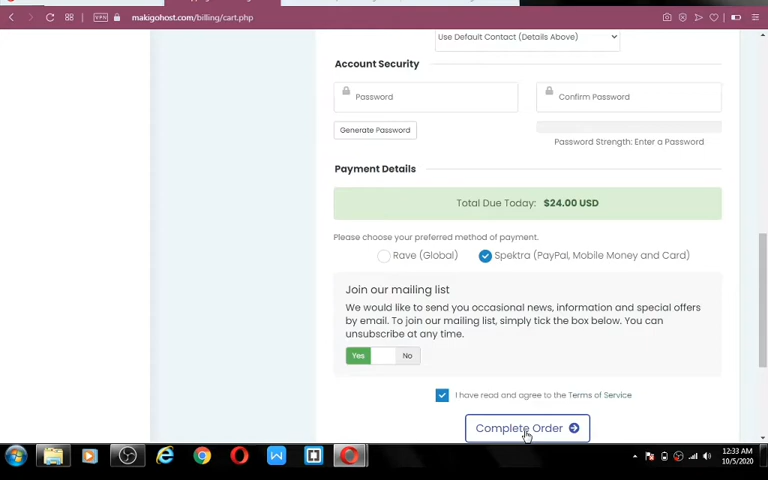 VPN
makigohost.com/billing/cart.php
Use Default Contact (Details Above)
Account Security
Password
Confirm Password
Generate Password
Password Strength: Enter a Password
Payment Details
Total Due Today: $24.00 USD
Please choose your preferred method of payment.
Rave (Global)
Spektra (PayPal, Mobile Money and Card)
Join our mailing list
We would like to send you occasional news, information and special offers
by email. To join our mailing list, simply tick the box below. You can
unsubscribe at any time.
Yes
No
I have read and agree to the Terms of Service
Complete Order
12:33 AM
10/5/2020